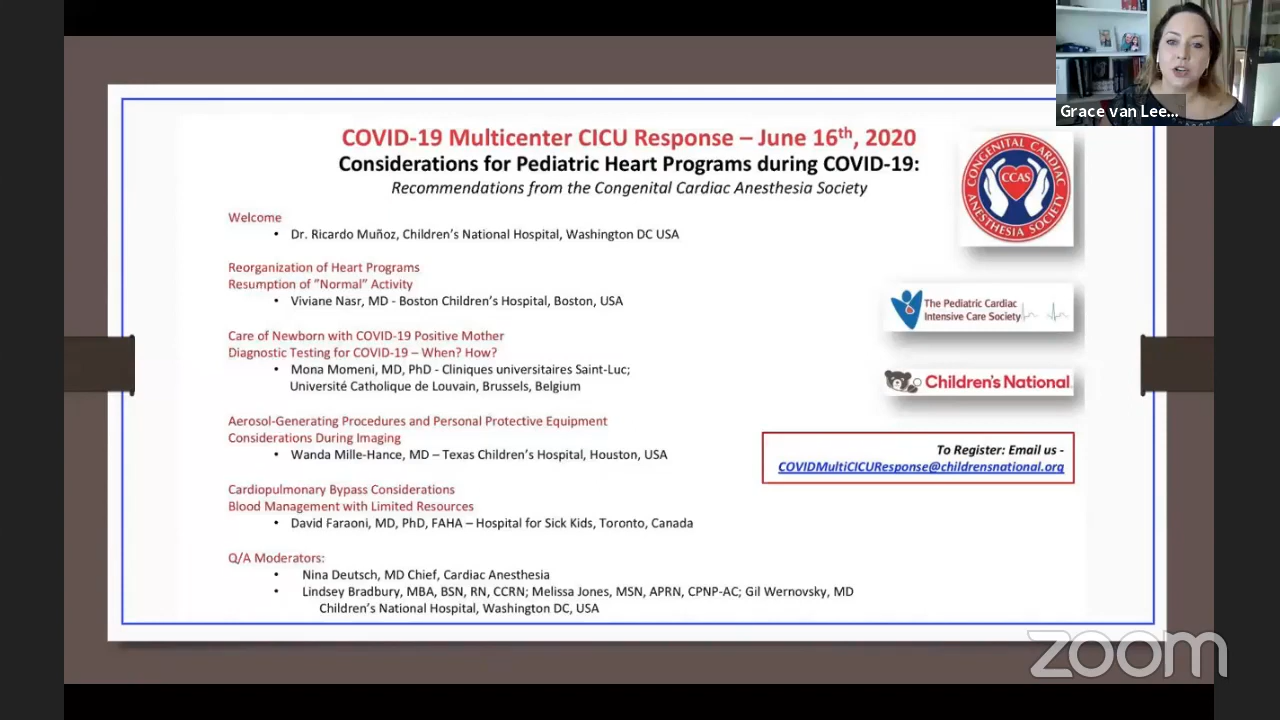 Grace van Lee...
COVID-19 Multicenter CICU Response – June 16th, 2020
Considerations for Pediatric Heart Programs during COVID-19:
Recommendations from the Congenital Cardiac Anesthesia Society
CONGENITAL CARDIAC
CCAS
ANESTHESIA SOCIETY
Welcome
• Dr. Ricardo Muñoz, Children's National Hospital, Washington DC USA
Reorganization of Heart Programs
Resumption of "Normal" Activity
• Viviane Nasr, MD - Boston Children's Hospital, Boston, USA
The Pediatric Cardiac
Intensive Care Society
Care of Newborn with COVID-19 Positive Mother
Diagnostic Testing for COVID-19 – When? How?
• Mona Momeni, MD, PhD - Cliniques universitaires Saint-Luc;
Université Catholique de Louvain, Brussels, Belgium
Children's National
Aerosol-Generating Procedures and Personal Protective Equipment
Considerations During Imaging
• Wanda Mille-Hance, MD – Texas Children's Hospital, Houston, USA
To Register: Email us -
COVIDMultiCICUResponse@childrensnational.org
Cardiopulmonary Bypass Considerations
Blood Management with Limited Resources
• David Faraoni, MD, PhD, FAHA – Hospital for Sick Kids, Toronto, Canada
Q/A Moderators:
• Nina Deutsch, MD Chief, Cardiac Anesthesia
• Lindsey Bradbury, MBA, BSN, RN, CCRN; Melissa Jones, MSN, APRN, CPNP-AC; Gil Wernovsky, MD
Children's National Hospital, Washington DC, USA
zoom